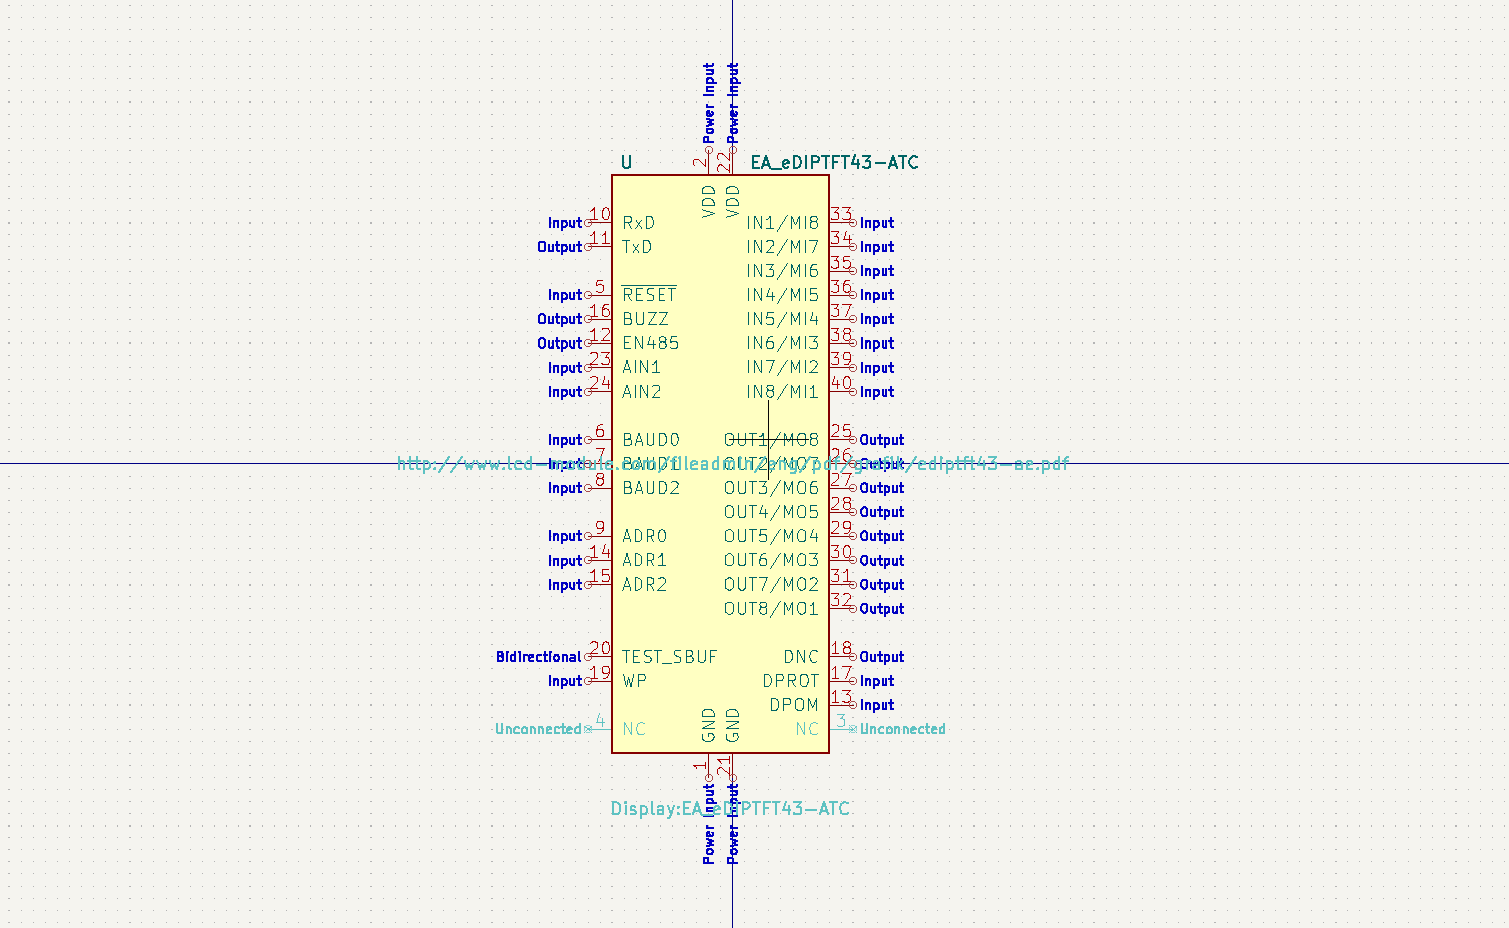 Power Input Power Input
U 2 22 EA_eDIPTFT43-ATC
VDD VDD
Input 10 RxD IN1/MI8 33 Input
Output 11 TxD IN2/MI7 34 Input
IN3/MI6 35 Input
Input 5 RESET IN4/MI5 36 Input
Output 16 BUZZ IN5/MI4 37 Input
Output 12 EN485 IN6/MI3 38 Input
Input 23 AIN1 IN7/MI2 39 Input
Input 24 AIN2 IN8/MI1 40 Input
Input 6 BAUD0 OUT1/MO8 25 Output
Input 7 BAUD1 OUT2/MO7 26 Output
http://www.lcd-module.com/fileadmin/eng/pdf/grafik/ediptft43-ae.pdf
Input 8 BAUD2 OUT3/MO6 27 Output
OUT4/MO5 28 Output
Input 9 ADR0 OUT5/MO4 29 Output
Input 14 ADR1 OUT6/MO3 30 Output
Input 15 ADR2 OUT7/MO2 31 Output
OUT8/MO1 32 Output
Bidirectional 20 TEST_SBUF DNC 18 Output
Input 19 WP DPROT 17 Input
DPOM 13 Input
Unconnected 4 NC GND GND NC 3 Unconnected
1 21
Display:EA_eDIPTFT43-ATC
Power Input Power Input